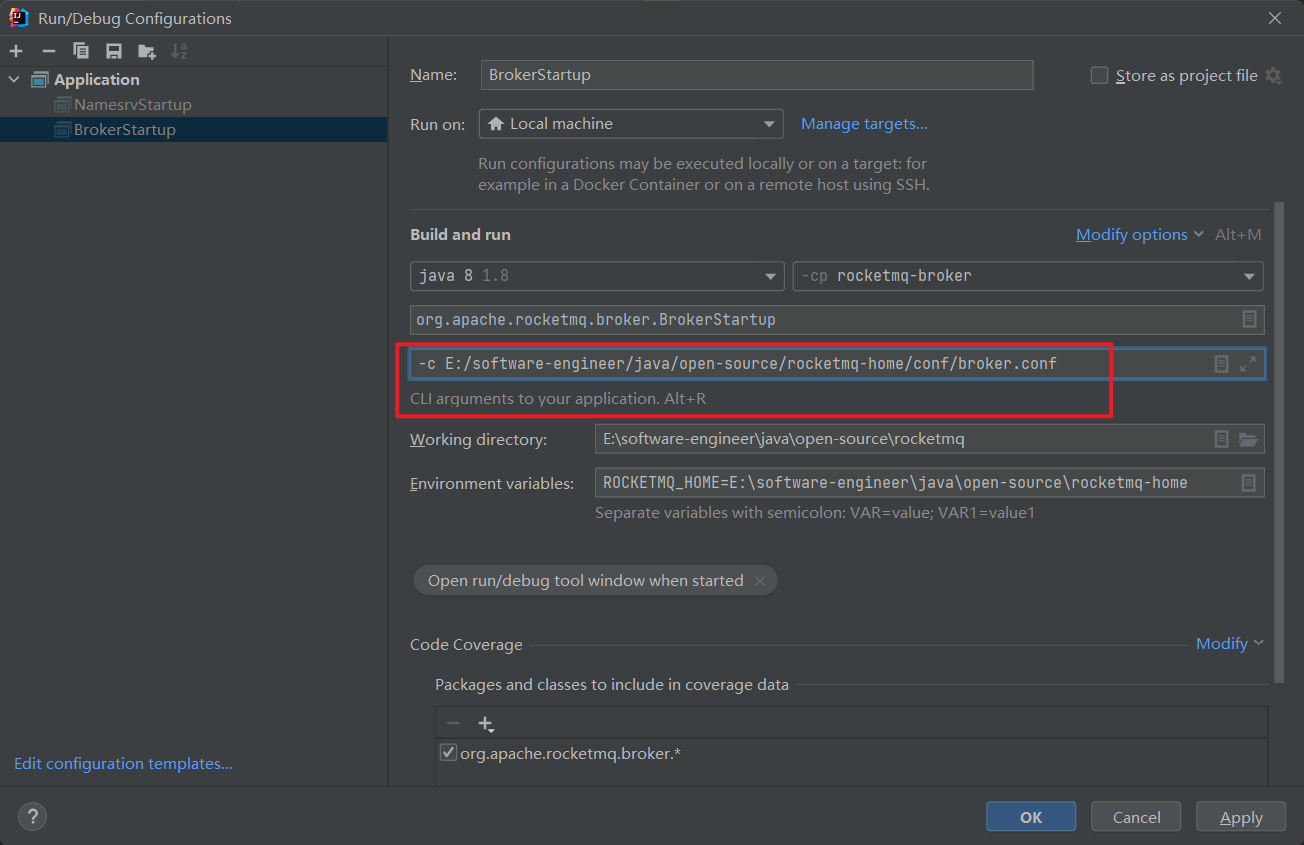 Run/Debug Configurations
Application
NamesrvStartup
BrokerStartup
Edit configuration templates...
?
Name:
BrokerStartup
Store as project file
Run on:
Local machine
Manage targets...
Run configurations may be executed locally or on a target: for
example in a Docker Container or on a remote host using SSH.
Build and run
Modify options
Alt+M
java 8 1.8
-cp rocketmq-broker
org.apache.rocketmq.broker.BrokerStartup
-c E:/software-engineer/java/open-source/rocketmq-home/conf/broker.conf
CLI arguments to your application. Alt+R
Working directory:
E:\software-engineer\java\open-source\rocketmq
Environment variables:
ROCKETMQ_HOME=E:\software-engineer\java\open-source\rocketmq-home
Separate variables with semicolon: VAR=value; VAR1=value1
Open run/debug tool window when started
Code Coverage
Modify
Packages and classes to include in coverage data
org.apache.rocketmq.broker.*
OK
Cancel
Apply